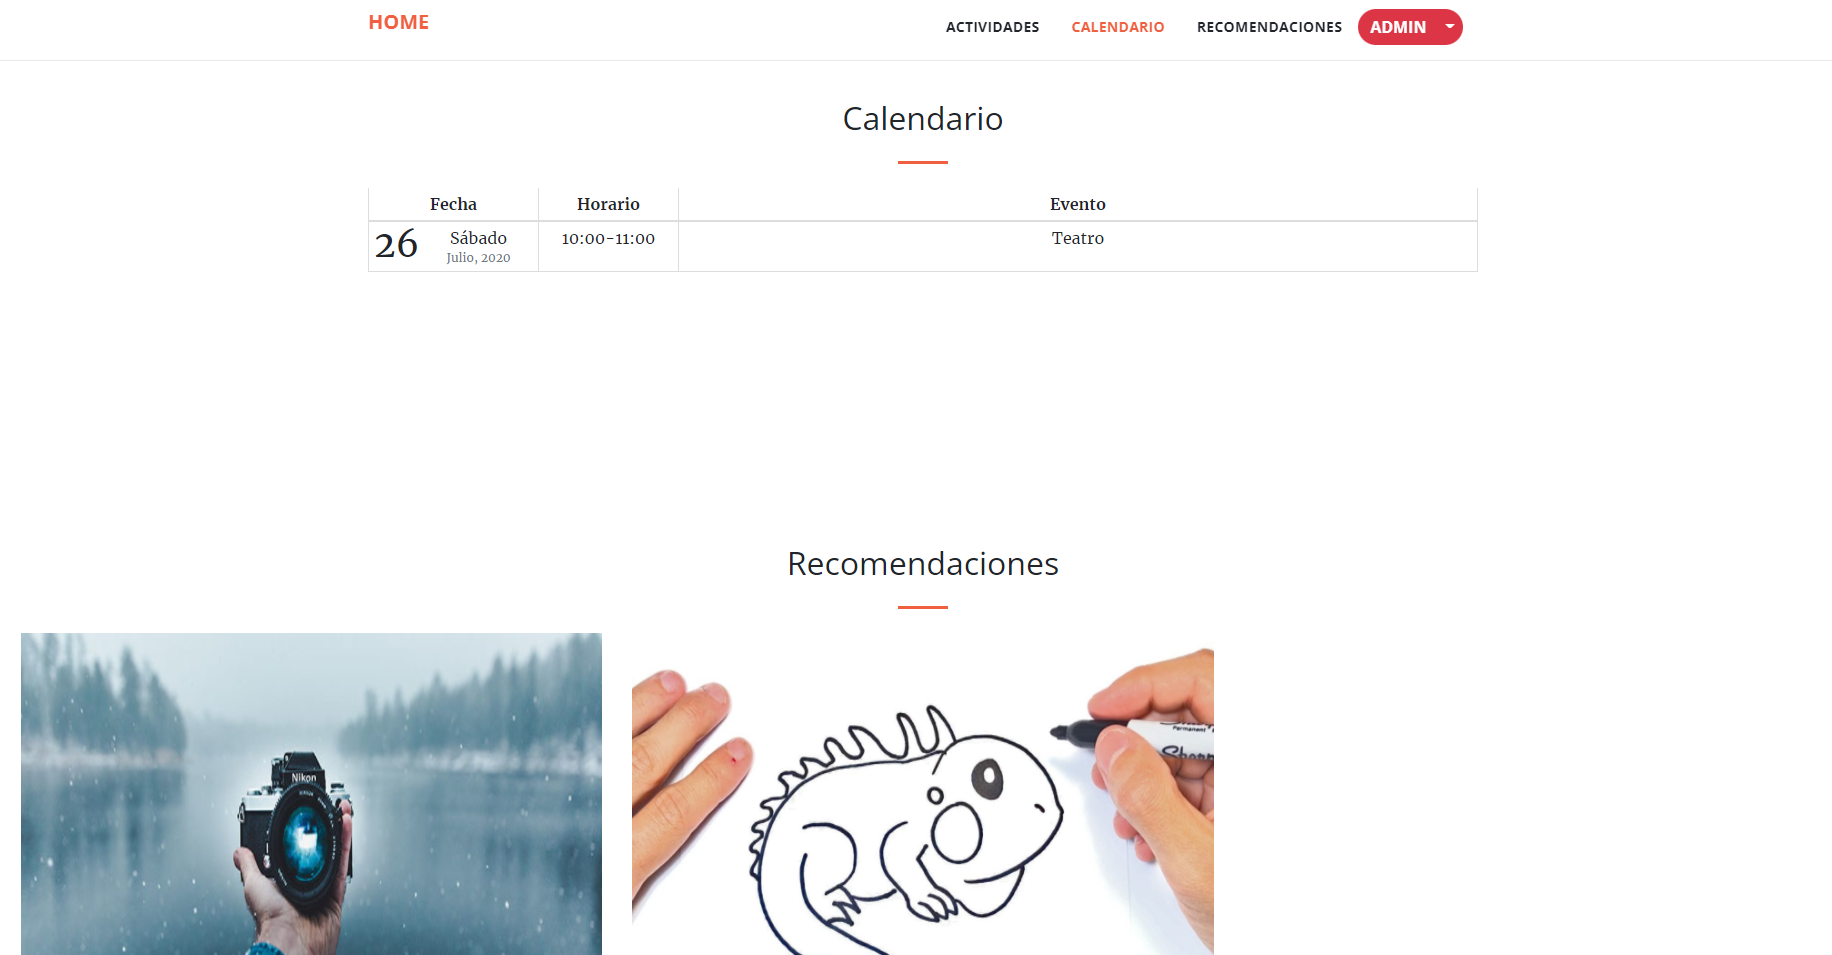 HOME
ACTIVIDADES
CALENDARIO
RECOMENDACIONES
ADMIN
Calendario
Fecha
Horario
Evento
26
Sábado
Julio, 2020
10:00-11:00
Teatro
Recomendaciones
Nikon
Permanent